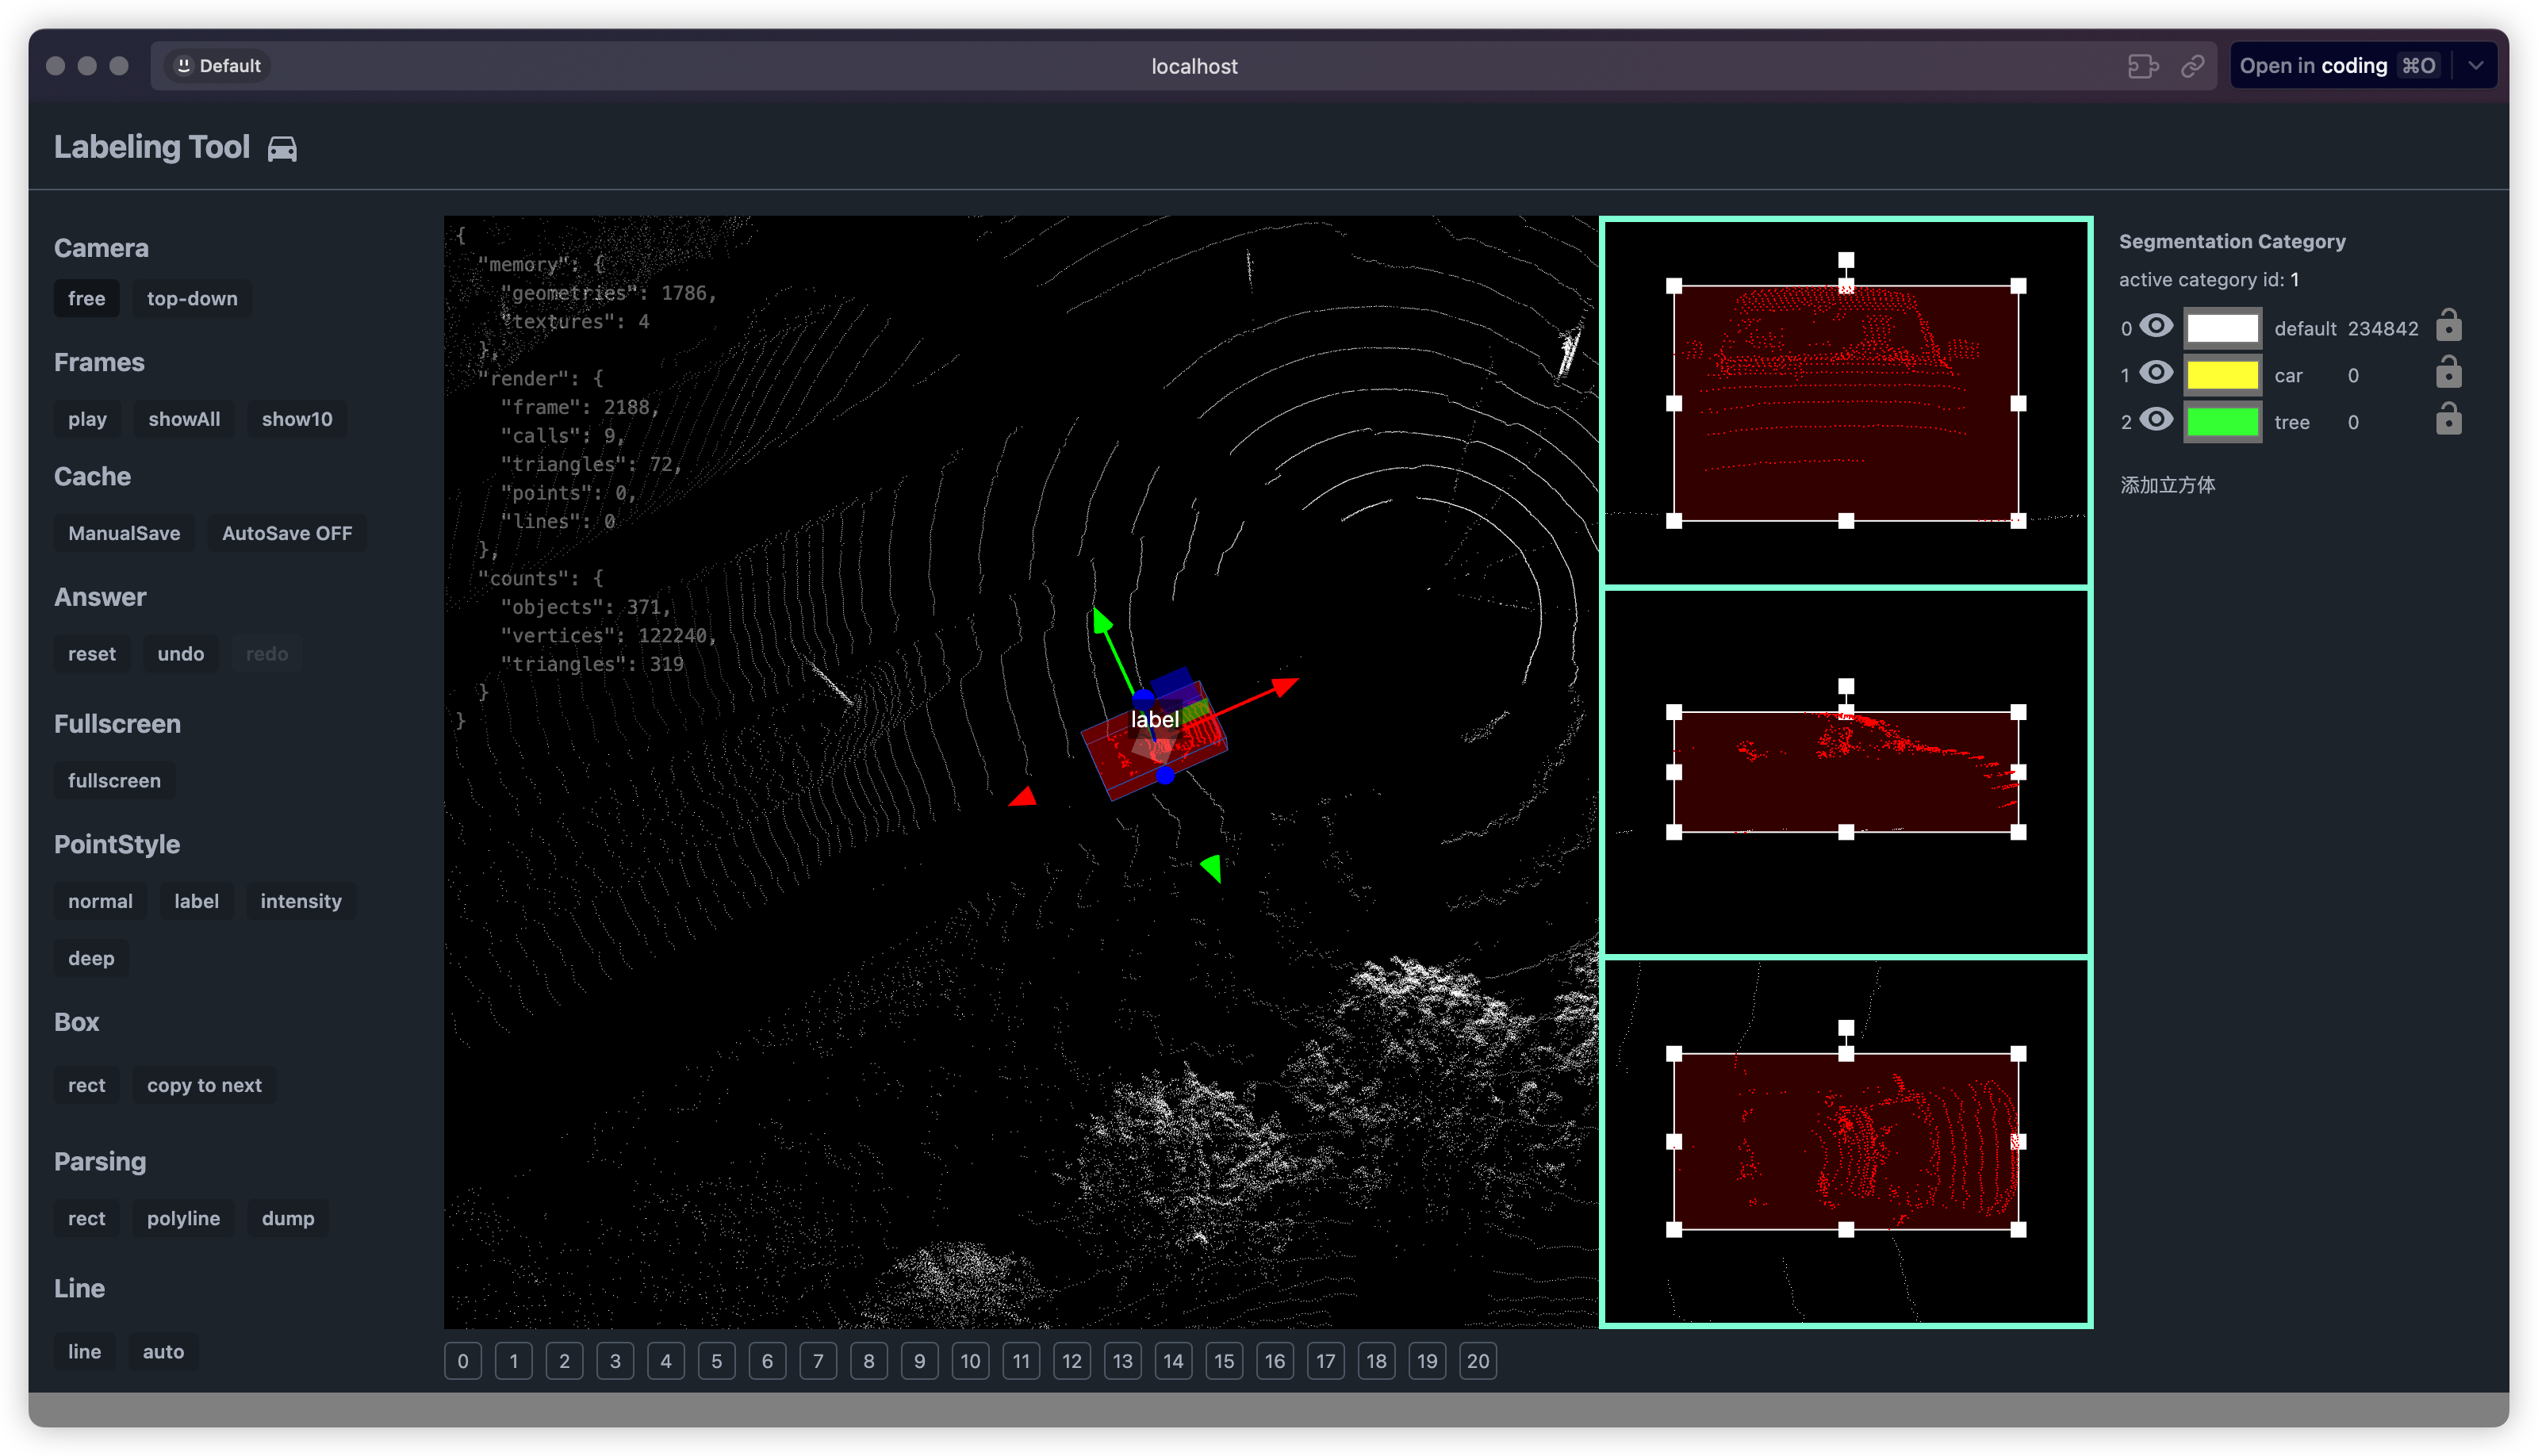 Default
localhost
Open in coding ⌘O
Labeling Tool
Camera
free top-down
Frames
play showAll show10
Cache
ManualSave AutoSave OFF
Answer
reset undo redo
Fullscreen
fullscreen
PointStyle
normal label intensity
deep
Box
rect copy to next
Parsing
rect polyline dump
Line
line auto
{
"memory": {
"geometries": 1786,
"textures": 4
},
"render": {
"frame": 2188,
"calls": 9,
"triangles": 72,
"points": 0,
"lines": 0
},
"counts": {
"objects": 371,
"vertices": 122240,
"triangles": 319
}
}
label
0 1 2 3 4 5 6 7 8 9 10 11 12 13 14 15 16 17 18 19 20
Segmentation Category
active category id: 1
0 default 234842
1 car 0
2 tree 0
添加立方体